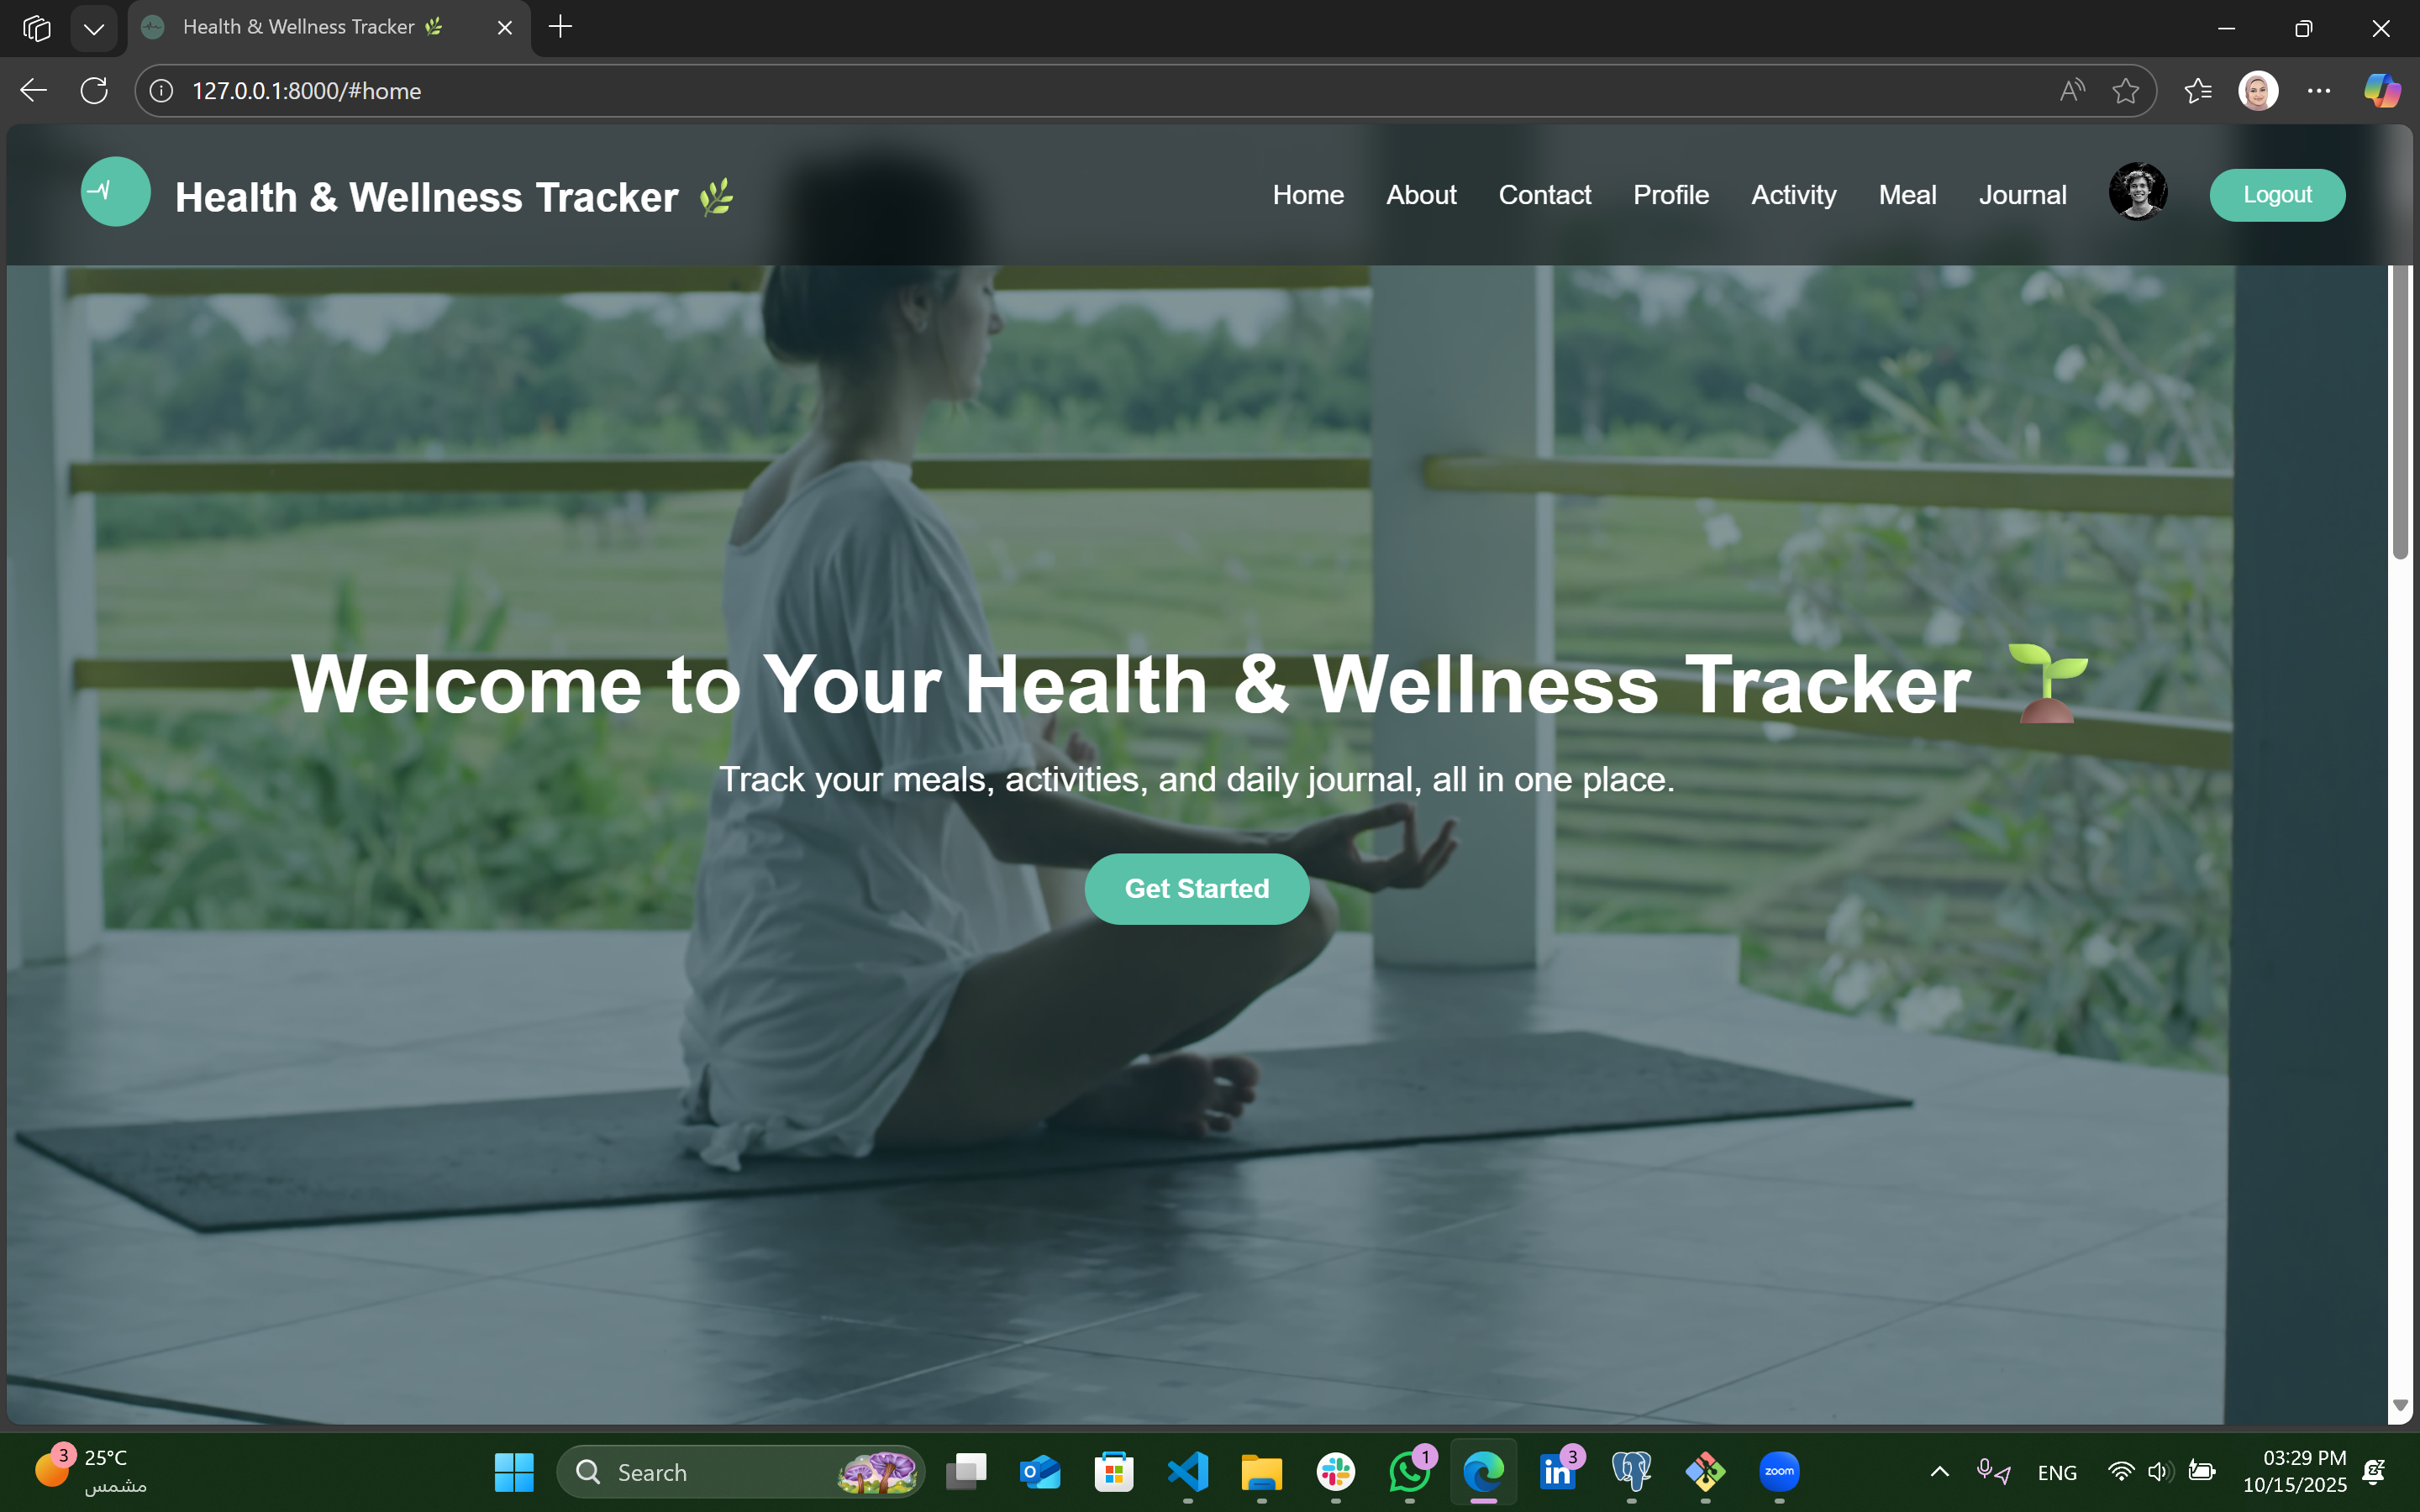 Health & Wellness Tracker 🌿
127.0.0.1:8000/#home
Health & Wellness Tracker 🌿
Home About Contact Profile Activity Meal Journal Logout
Welcome to Your Health & Wellness Tracker 🌱
Track your meals, activities, and daily journal, all in one place.
Get Started
3
25°C
مشمس
Search
1
3
zoom
ENG
03:29 PM
10/15/2025